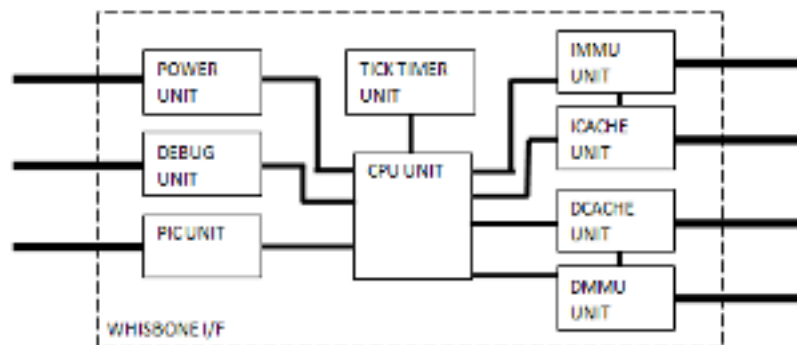 POWER
UNIT
TICK TIMER
UNIT
IMMU
UNIT
ICACHE
UNIT
DEBUG
UNIT
CPU UNIT
DCACHE
UNIT
PIC UNIT
DMMU
UNIT
WHISBONE I/F